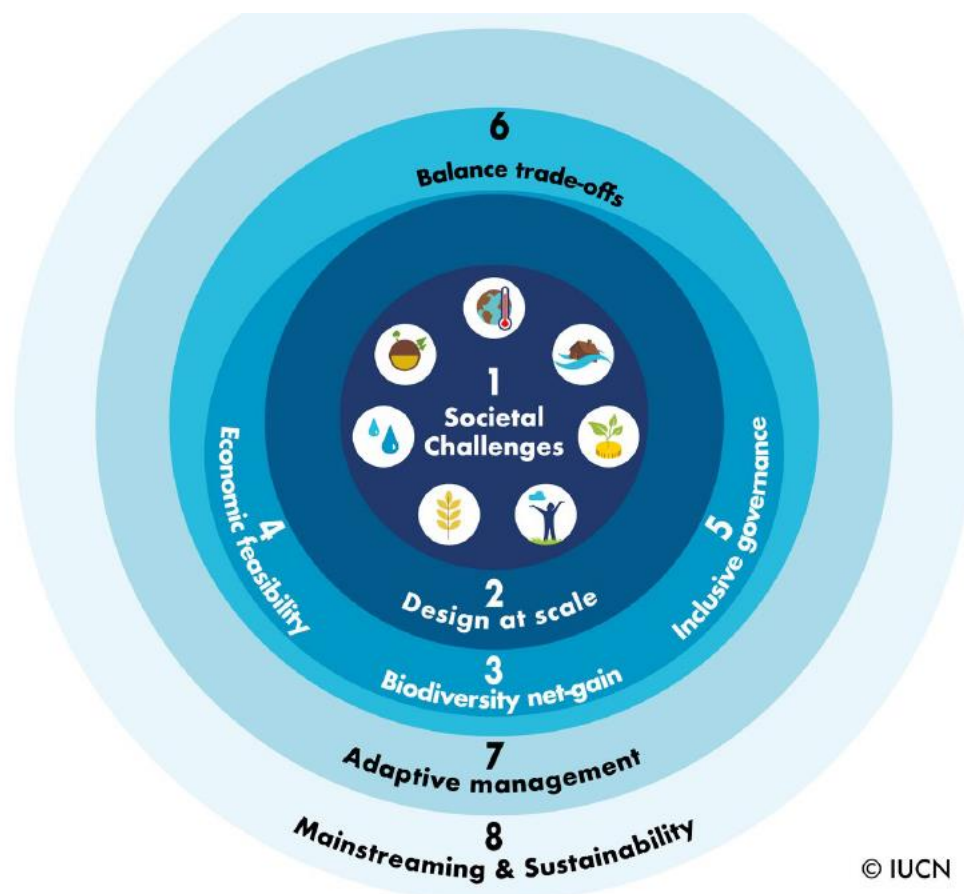 6
Balance trade-offs
1
Societal
Challenges
4
Economic feasibility
5
Inclusive governance
2
Design at scale
3
Biodiversity net-gain
7
Adaptive management
8
Mainstreaming & Sustainability
© IUCN